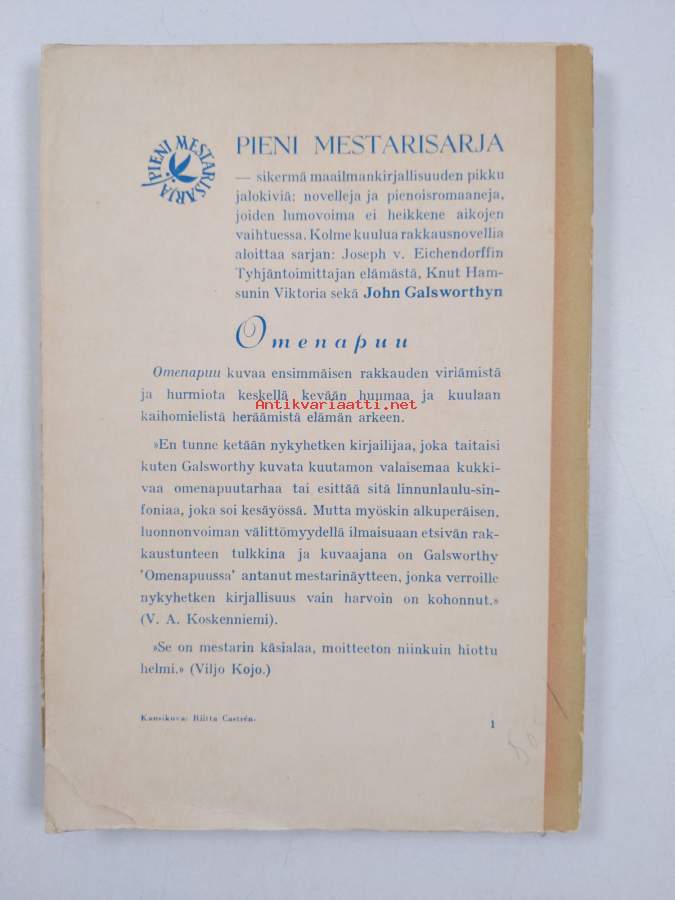 PIENI MESTARISARJA
PIENI MESTARISARJA
— sikermä maailmankirjallisuuden pikku
jalokiviä: novelleja ja pienoisromaaneja,
joiden lumovoima ei heikkene aikojen
vaihtuessa. Kolme kuulua rakkausnovellia
aloittaa sarjan: Joseph v. Eichendorffin
Tyhjäntoimittajan elämästä, Knut Ham-
sunin Viktoria sekä John Galsworthyn
Omenapuu
Omenapuu kuvaa ensimmäisen rakkauden viriämistä
ja hurmiota keskellä kevään huumaa ja kuulaan
Antikvariaatti.net
kaihomielistä heräämistä elämän arkeen.
»En tunne ketään nykyhetken kirjailijaa, joka taitaisi
kuten Galsworthy kuvata kuutamon valaisemaa kukki-
vaa omenapuutarhaa tai esittää sitä linnunlaulu-sin-
foniaa, joka soi kesäyössä. Mutta myöskin alkuperäisen,
luonnonvoiman välittömyydellä ilmaisuaan etsivän rak-
kaustunteen tulkkina ja kuvaajana on Galsworthy
'Omenapuussa' antanut mestarinäytteen, jonka verroille
nykyhetken kirjallisuus vain harvoin on kohonnut.»
(V. A. Koskenniemi).
»Se on mestarin käsialaa, moitteeton niinkuin hiottu
helmi.» (Viljo Kojo.)
Kansikuva: Riitta Castrén.
1